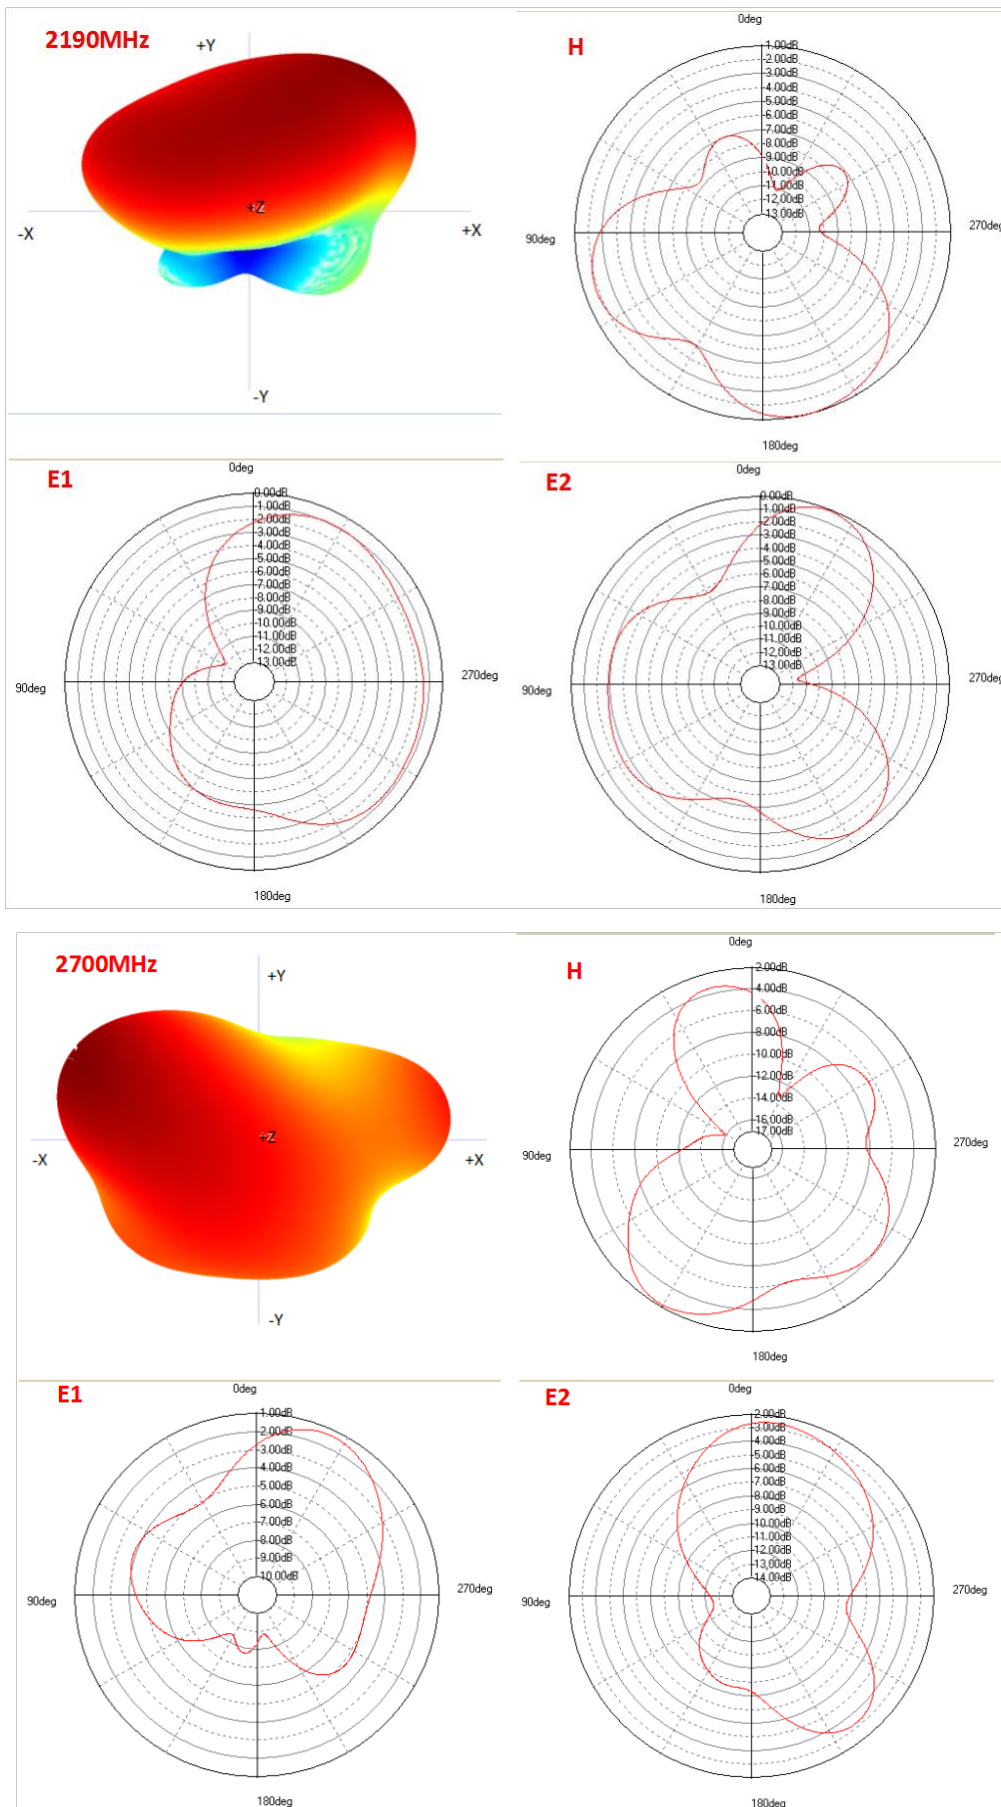 2190MHz
+Y
-X
+Z
+X
-Y
H
0deg
-1.00dB
-2.00dB
-3.00dB
-4.00dB
-5.00dB
-6.00dB
-7.00dB
-8.00dB
-9.00dB
-10.00dB
-11.00dB
-12.00dB
-13.00dB
90deg
270deg
180deg
E1
0deg
0.00dB
-1.00dB
-2.00dB
-3.00dB
-4.00dB
-5.00dB
-6.00dB
-7.00dB
-8.00dB
-9.00dB
-10.00dB
-11.00dB
-12.00dB
-13.00dB
90deg
270deg
180deg
E2
0deg
0.00dB
-1.00dB
-2.00dB
-3.00dB
-4.00dB
-5.00dB
-6.00dB
-7.00dB
-8.00dB
-9.00dB
-10.00dB
-11.00dB
-12.00dB
-13.00dB
90deg
270deg
180deg
2700MHz
+Y
-X
+Z
+X
-Y
H
0deg
-2.00dB
-4.00dB
-6.00dB
-8.00dB
-10.00dB
-12.00dB
-14.00dB
-16.00dB
-17.00dB
90deg
270deg
180deg
E1
0deg
-1.00dB
-2.00dB
-3.00dB
-4.00dB
-5.00dB
-6.00dB
-7.00dB
-8.00dB
-9.00dB
-10.00dB
90deg
270deg
180deg
E2
0deg
-2.00dB
-3.00dB
-4.00dB
-5.00dB
-6.00dB
-7.00dB
-8.00dB
-9.00dB
-10.00dB
-11.00dB
-12.00dB
-13.00dB
-14.00dB
90deg
270deg
180deg